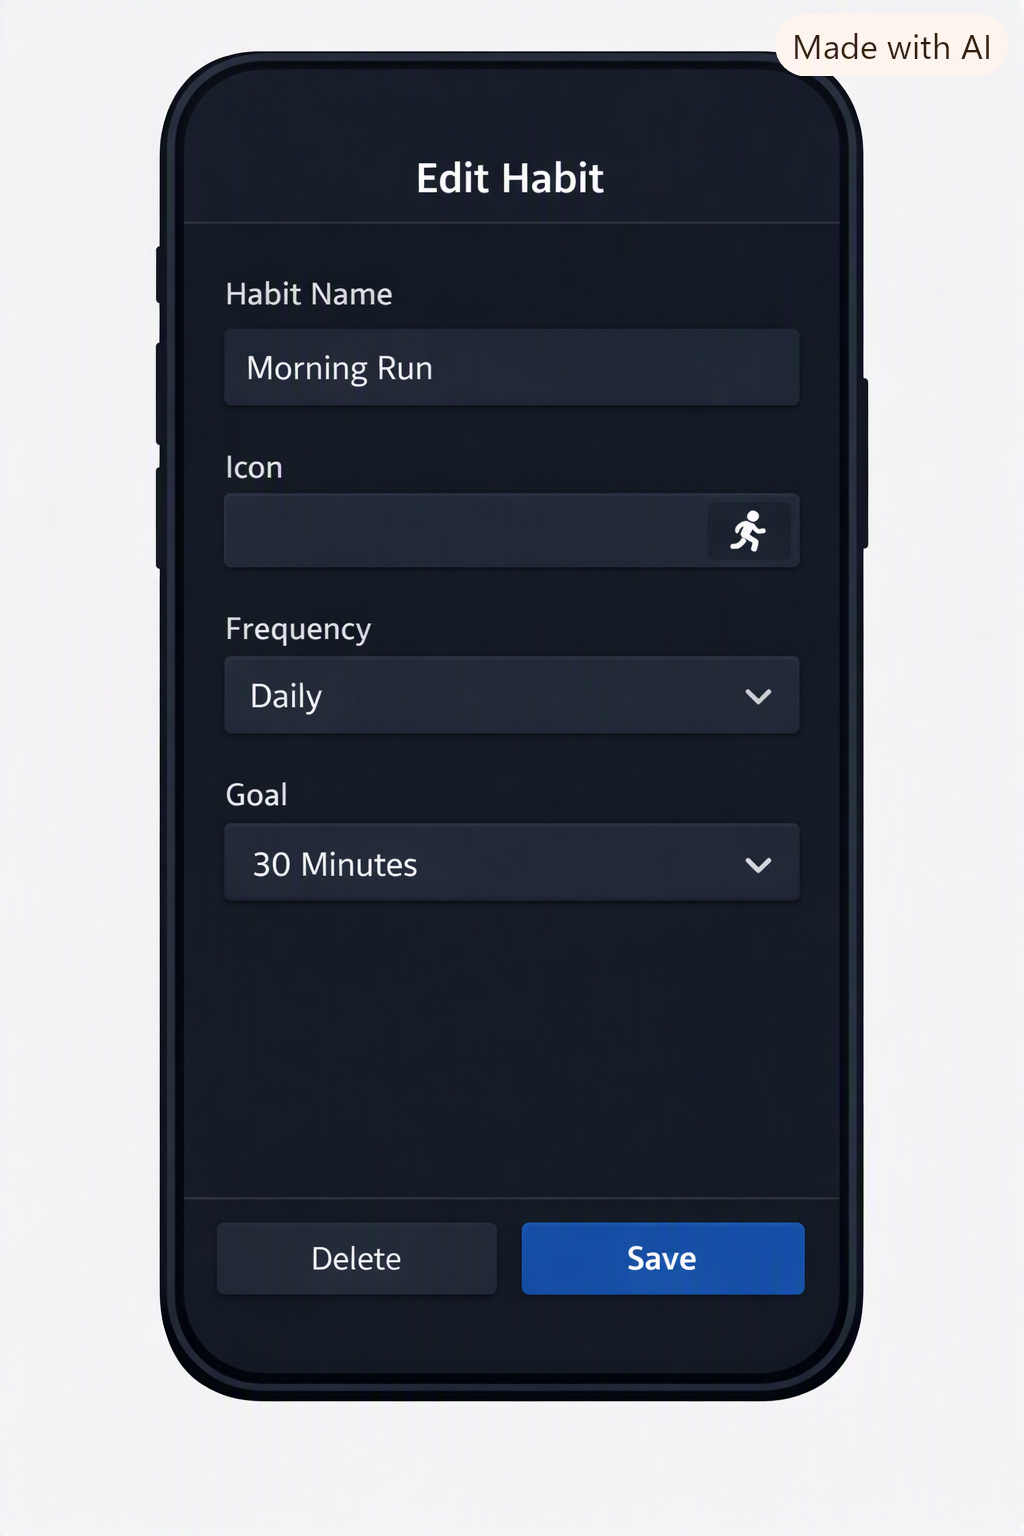 Made with AI
Edit Habit
Habit Name
Morning Run
Icon
Frequency
Daily
Goal
30 Minutes
Delete
Save